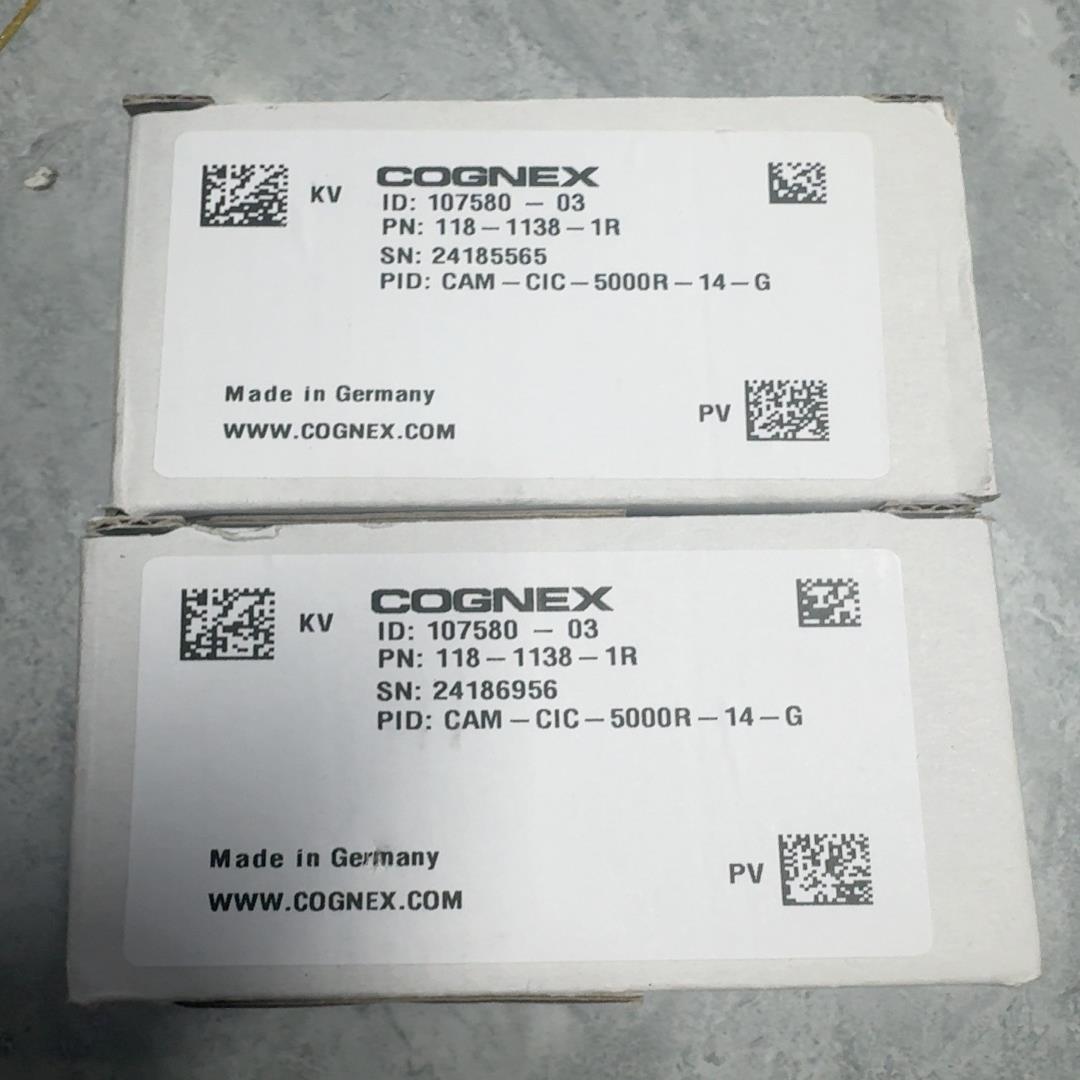 KV
COGNEX
ID: 107580 – 03
PN: 118–1138–1R
SN: 24185565
PID: CAM–CIC–5000R–14–G
Made in Germany
WWW.COGNEX.COM
PV
KV
COGNEX
ID: 107580 – 03
PN: 118–1138–1R
SN: 24186956
PID: CAM–CIC–5000R–14–G
Made in Germany
WWW.COGNEX.COM
PV